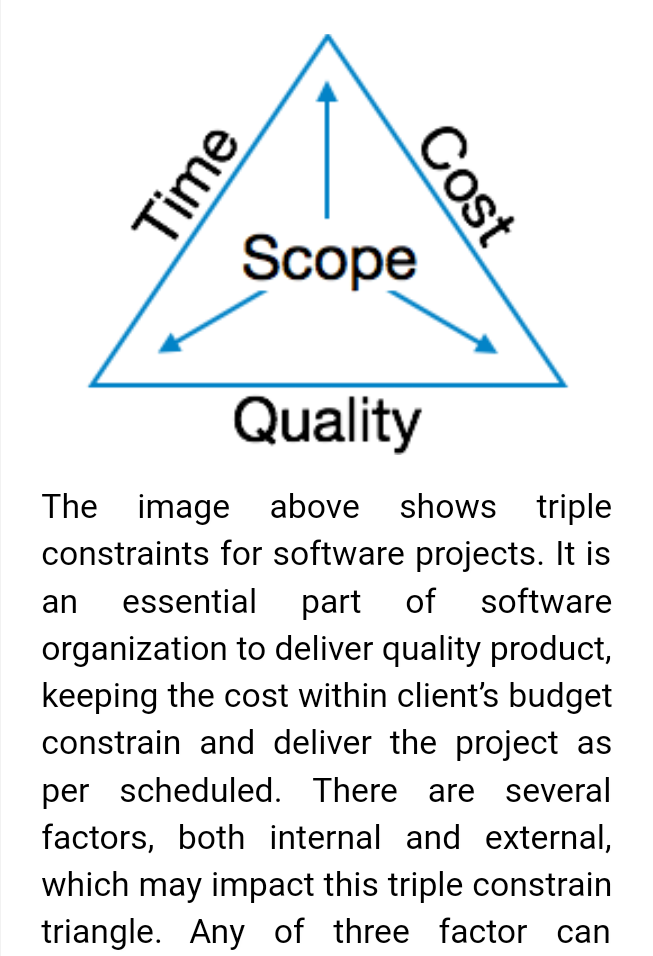 Time
Cost
Scope
Quality
The image above shows triple
constraints for software projects. It is
an essential part of software
organization to deliver quality product,
keeping the cost within client’s budget
constrain and deliver the project as
per scheduled. There are several
factors, both internal and external,
which may impact this triple constrain
triangle. Any of three factor can